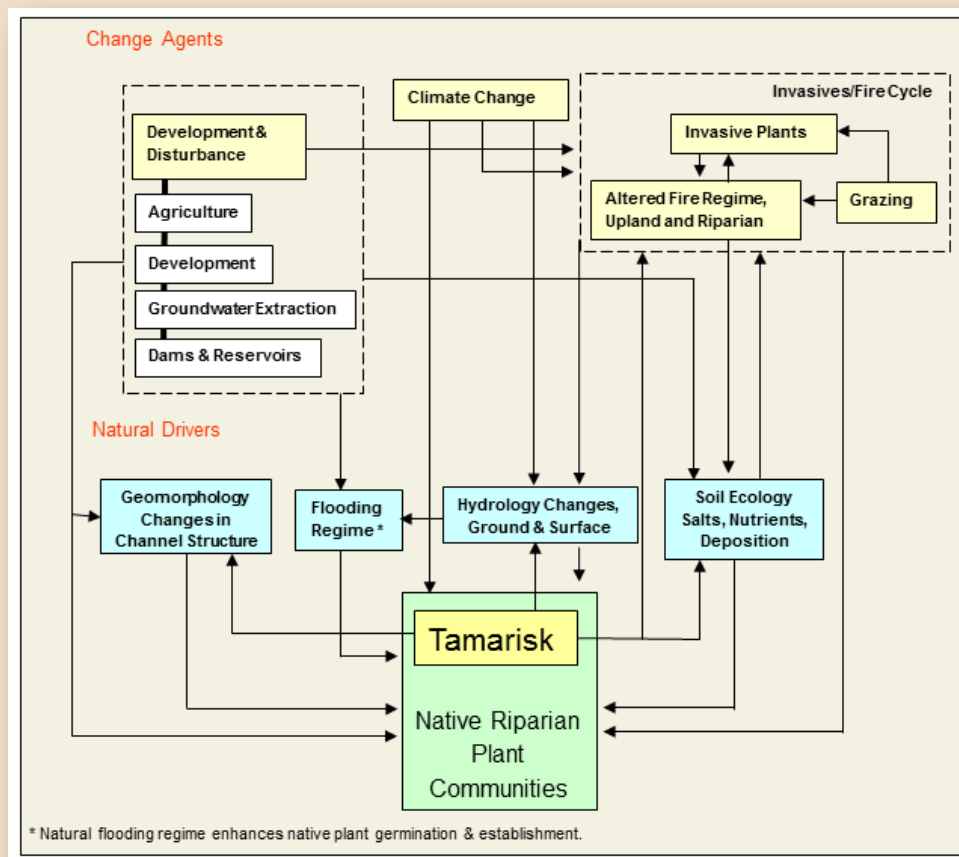 Change Agents
Climate Change
Invasives/Fire Cycle
Development &
Disturbance
Invasive Plants
Altered Fire Regime,
Upland and Riparian
Grazing
Agriculture
Development
Groundwater Extraction
Dams & Reservoirs
Natural Drivers
Geomorphology
Changes in
Channel Structure
Flooding
Regime *
Hydrology Changes,
Ground & Surface
Soil Ecology
Salts, Nutrients,
Deposition
Tamarisk
Native Riparian
Plant
Communities
* Natural flooding regime enhances native plant germination & establishment.